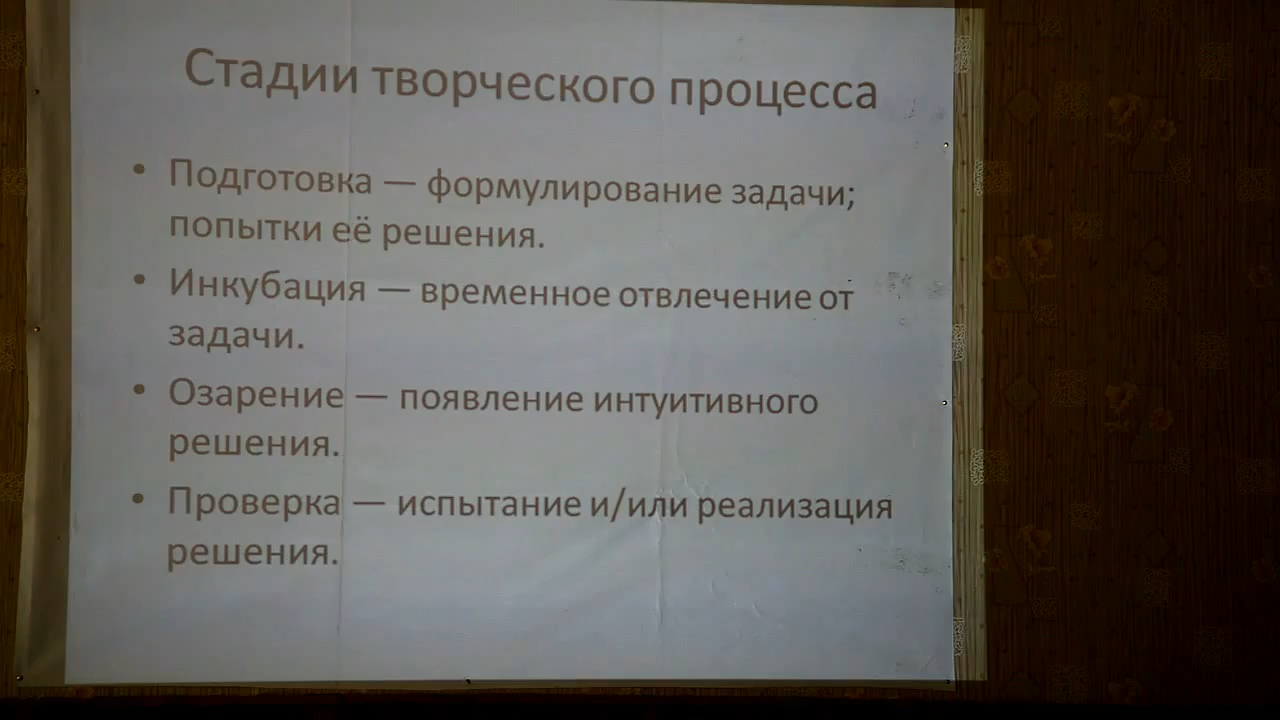 Стадии творческого процесса
• Подготовка — формулирование задачи;
попытки её решения.
• Инкубация — временное отвлечение от
задачи.
• Озарение — появление интуитивного
решения.
• Проверка — испытание и/или реализация
решения.